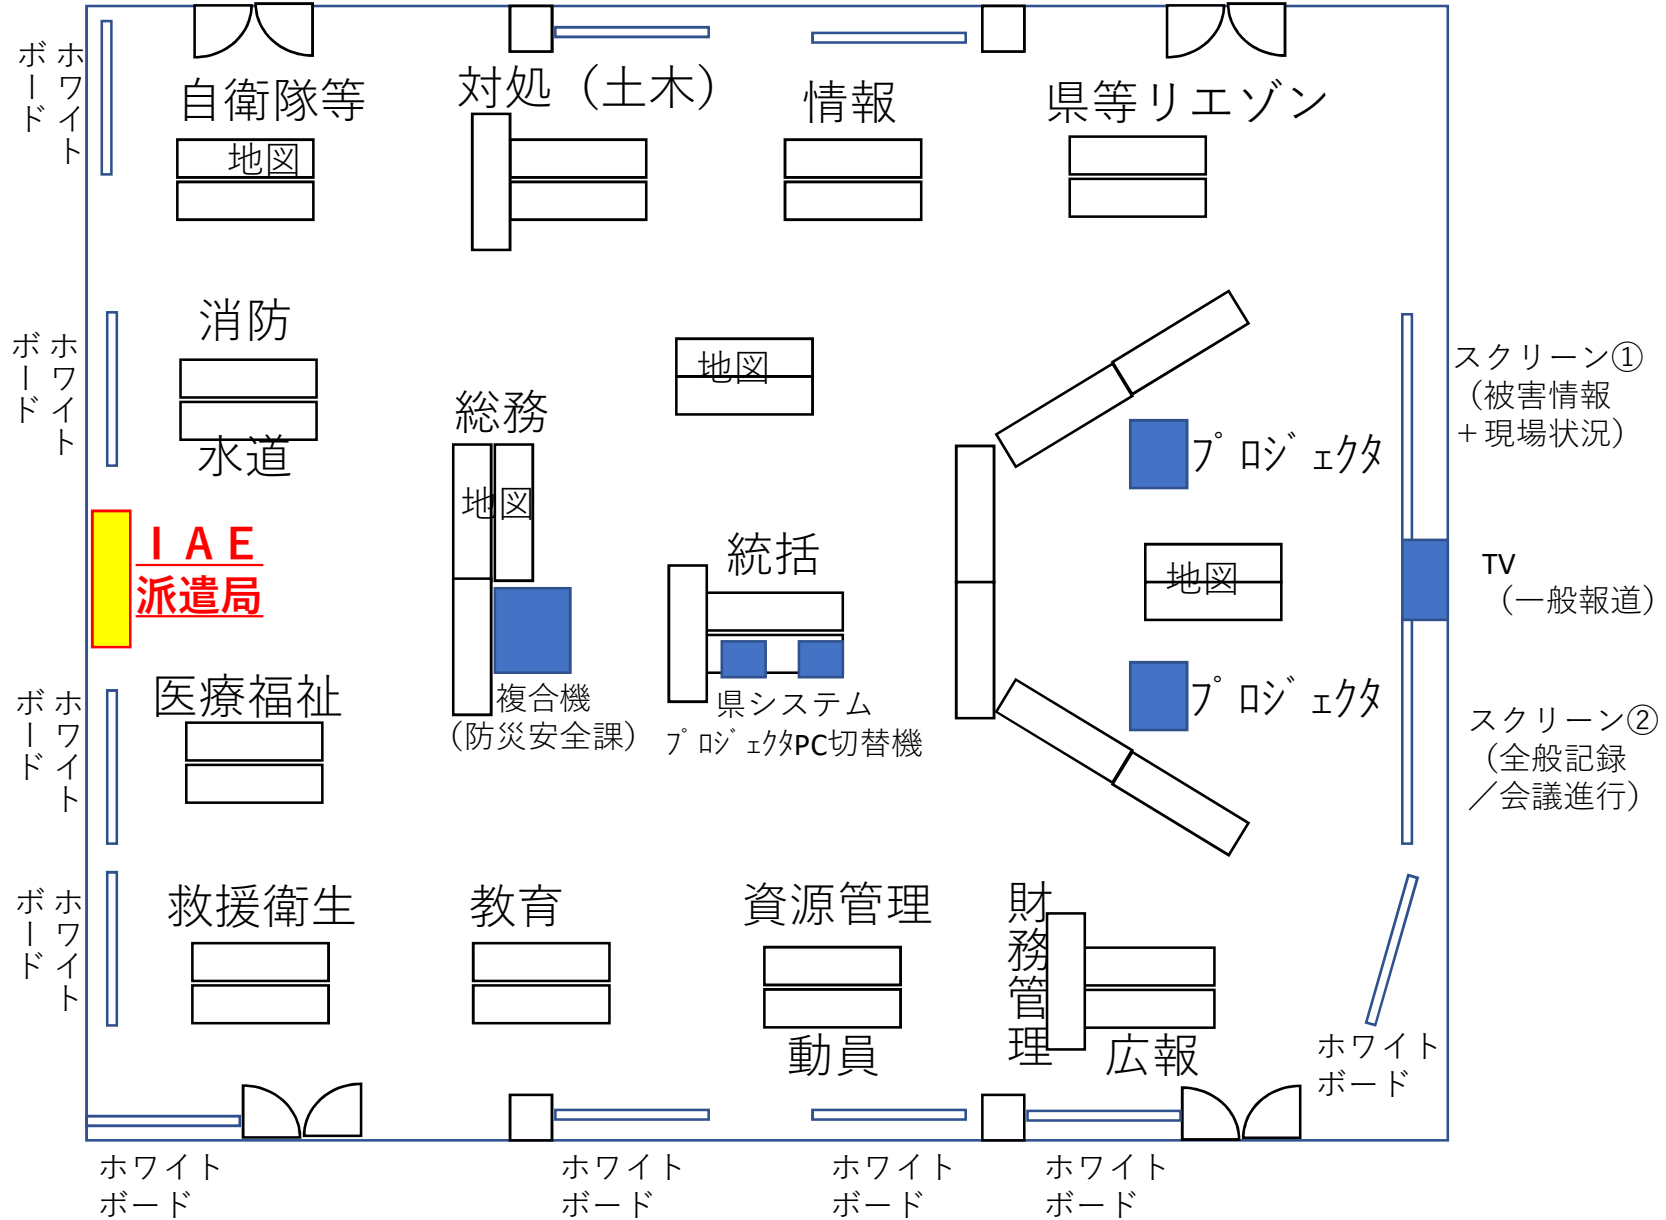 ホワイト
ボード
自衛隊等
対処（土木）
情報
県等リエゾン
地図
ホワイト
ボード
消防
水道
総務
地図
地図
プロジェクタ
スクリーン①
（被害情報
＋現場状況）
ＩＡＥ
派遣局
統括
地図
TV
（一般報道）
ホワイト
ボード
医療福祉
複合機
（防災安全課）
県システム
プロジェクタPC切替機
プロジェクタ
スクリーン②
（全般記録
／会議進行）
ホワイト
ボード
救援衛生
教育
資源管理
動員
財務管理
広報
ホワイト
ボード
ホワイト
ボード
ホワイト
ボード
ホワイト
ボード
ホワイト
ボード